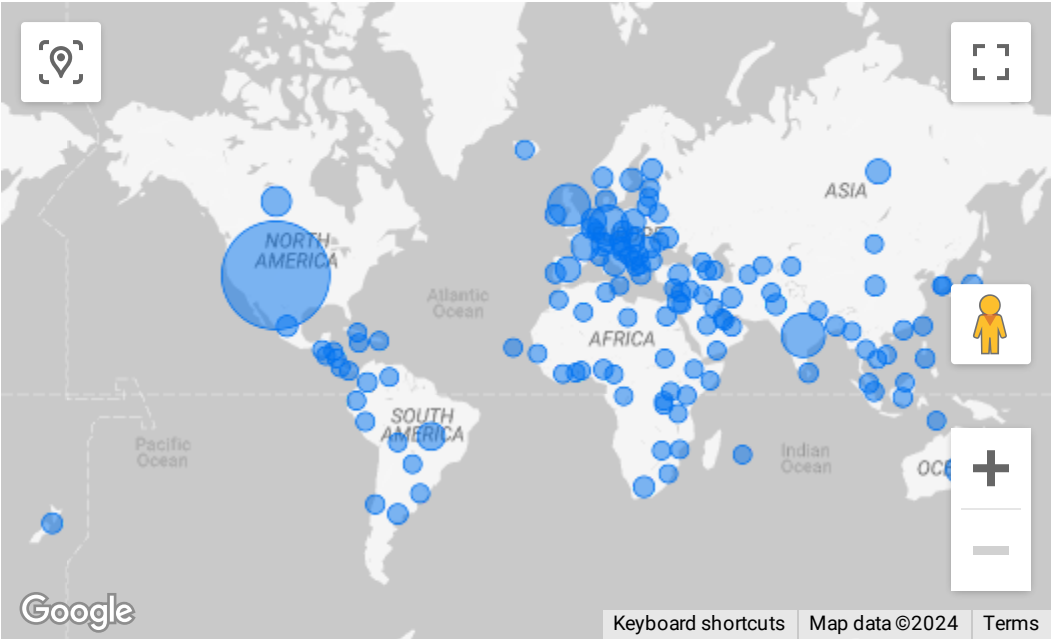 ASIA
NORTH
AMERICA
Atlantic
Ocean
AFRICA
SOUTH
AMERICA
Pacific
Ocean
Indian
Ocean
Google
Keyboard shortcuts
Map data ©2024
Terms